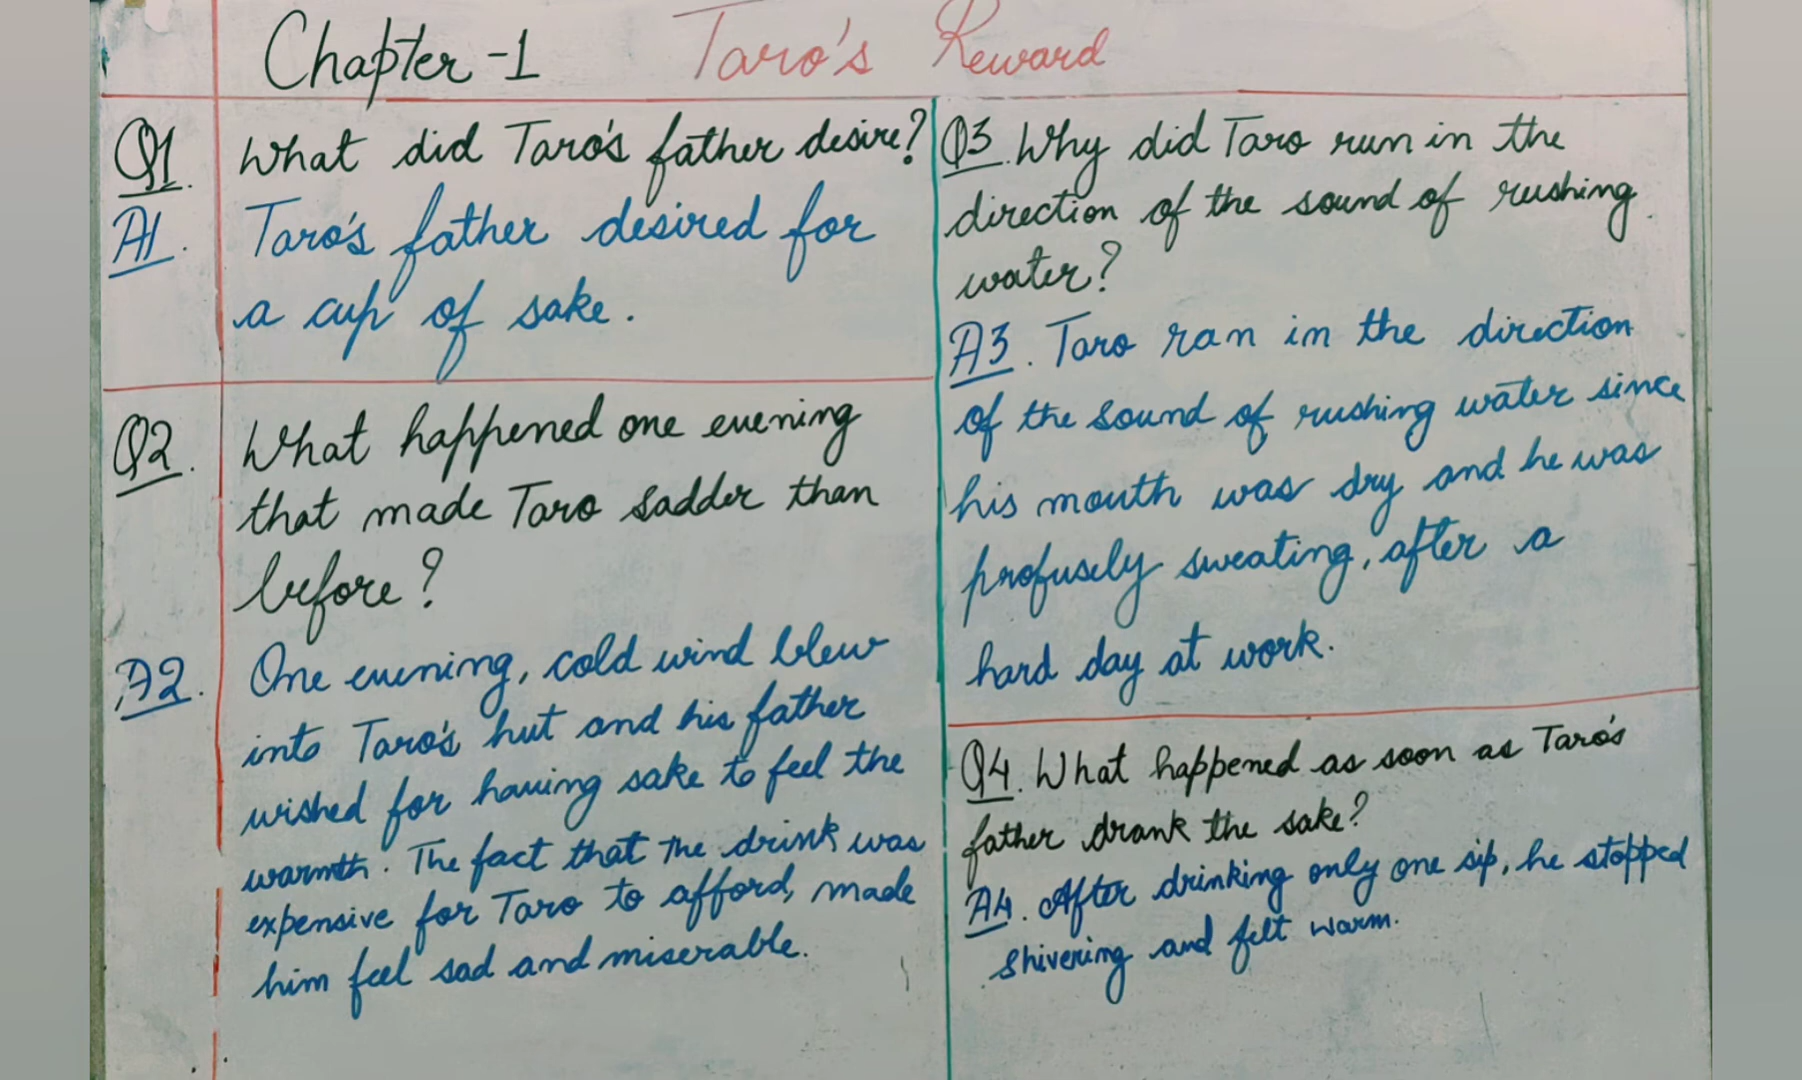 Chapter -1 Taro's Reward
Q1. What did Taro's father desire?
A1. Taro's father desired for
a cup of sake.
Q2. What happened one evening
that made Taro sadder than
before?
A2. One evening, cold wind blew
into Taro's hut and his father
wished for having sake to feel the
warmth. The fact that the drink was
expensive for Taro to afford, made
him feel sad and miserable.
Q3. Why did Taro run in the
direction of the sound of rushing
water?
A3. Taro ran in the direction
of the sound of rushing water since
his mouth was dry and he was
profusely sweating, after a
hard day at work.
Q4. What happened as soon as Taro's
father drank the sake?
A4. After drinking only one sip, he stopped
shivering and felt warm.